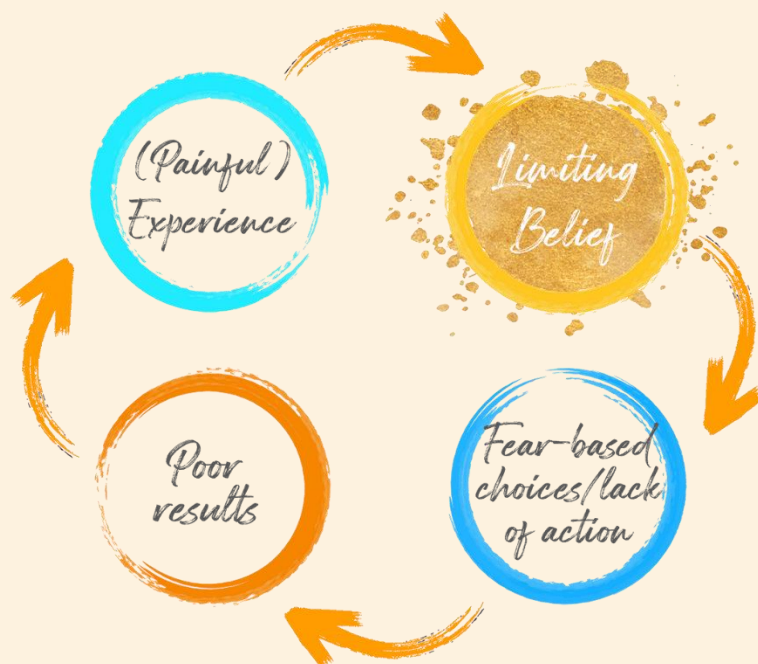 (Painful)
Experience
Limiting
Belief
Fear-based
choices/lack
of action
Poor
results